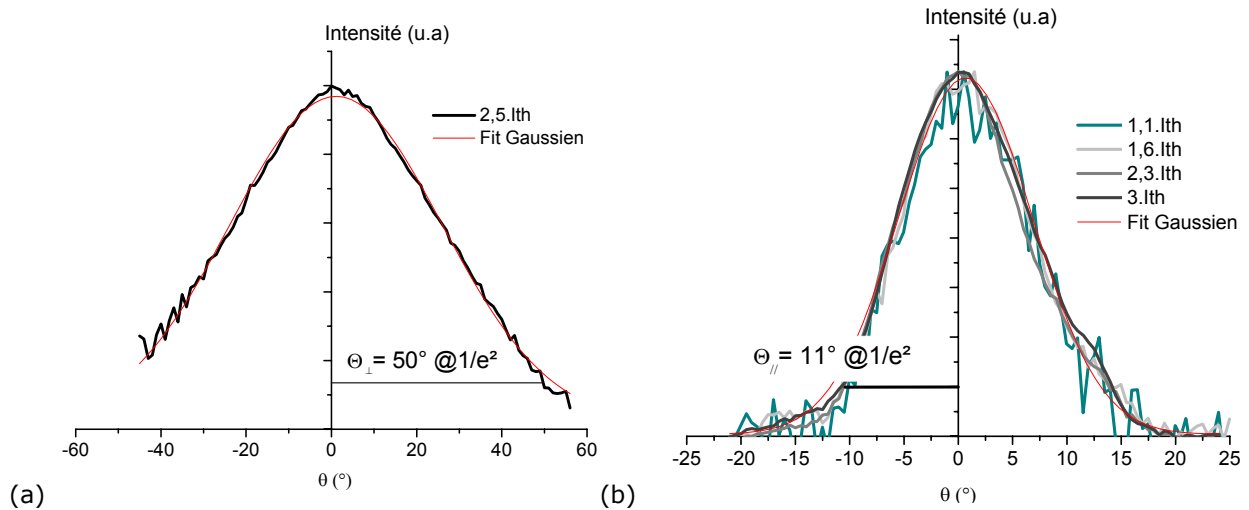 Intensité (u.a)
2,5.Ith
Fit Gaussien
Θ⊥= 50° @1/e²
-60 -40 -20 0 20 40 60
θ (°)
(a)
Intensité (u.a)
1,1.Ith
1,6.Ith
2,3.Ith
3.Ith
Fit Gaussien
Θ//= 11° @1/e²
-25 -20 -15 -10 -5 0 5 10 15 20 25
θ (°)
(b)